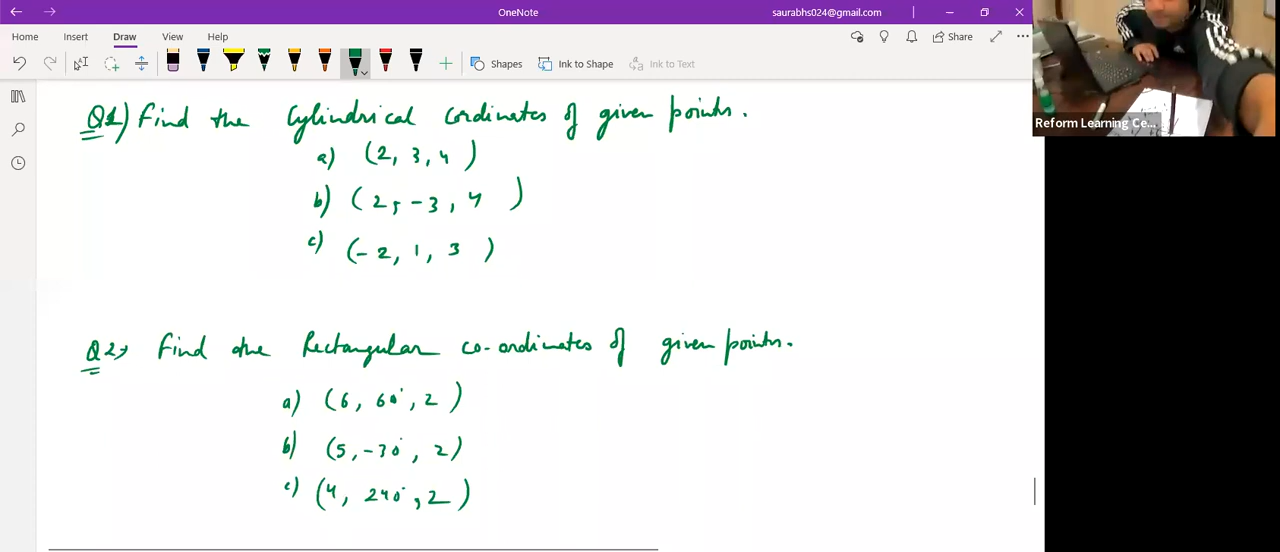 OneNote
saurabhs024@gmail.com
Home Insert Draw View Help
Share
Shapes Ink to Shape Ink to Text
Q1) Find the Cylindrical cordinates of given points.
a) (2, 3, 4)
b) (2, -3, 4)
c) (-2, 1, 3)
Q2, Find the Rectangular co-ordinates of given points.
a) (6, 60°, 2)
b) (5, -30°, 2)
c) (4, 240°, 2)
Reform Learning Ce...